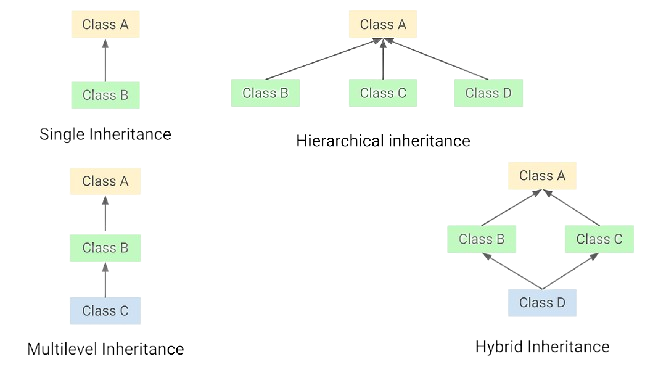 Class A
Class B
Single Inheritance
Class A
Class B
Class C
Class D
Hierarchical inheritance
Class A
Class B
Class C
Multilevel Inheritance
Class A
Class B
Class C
Class D
Hybrid Inheritance